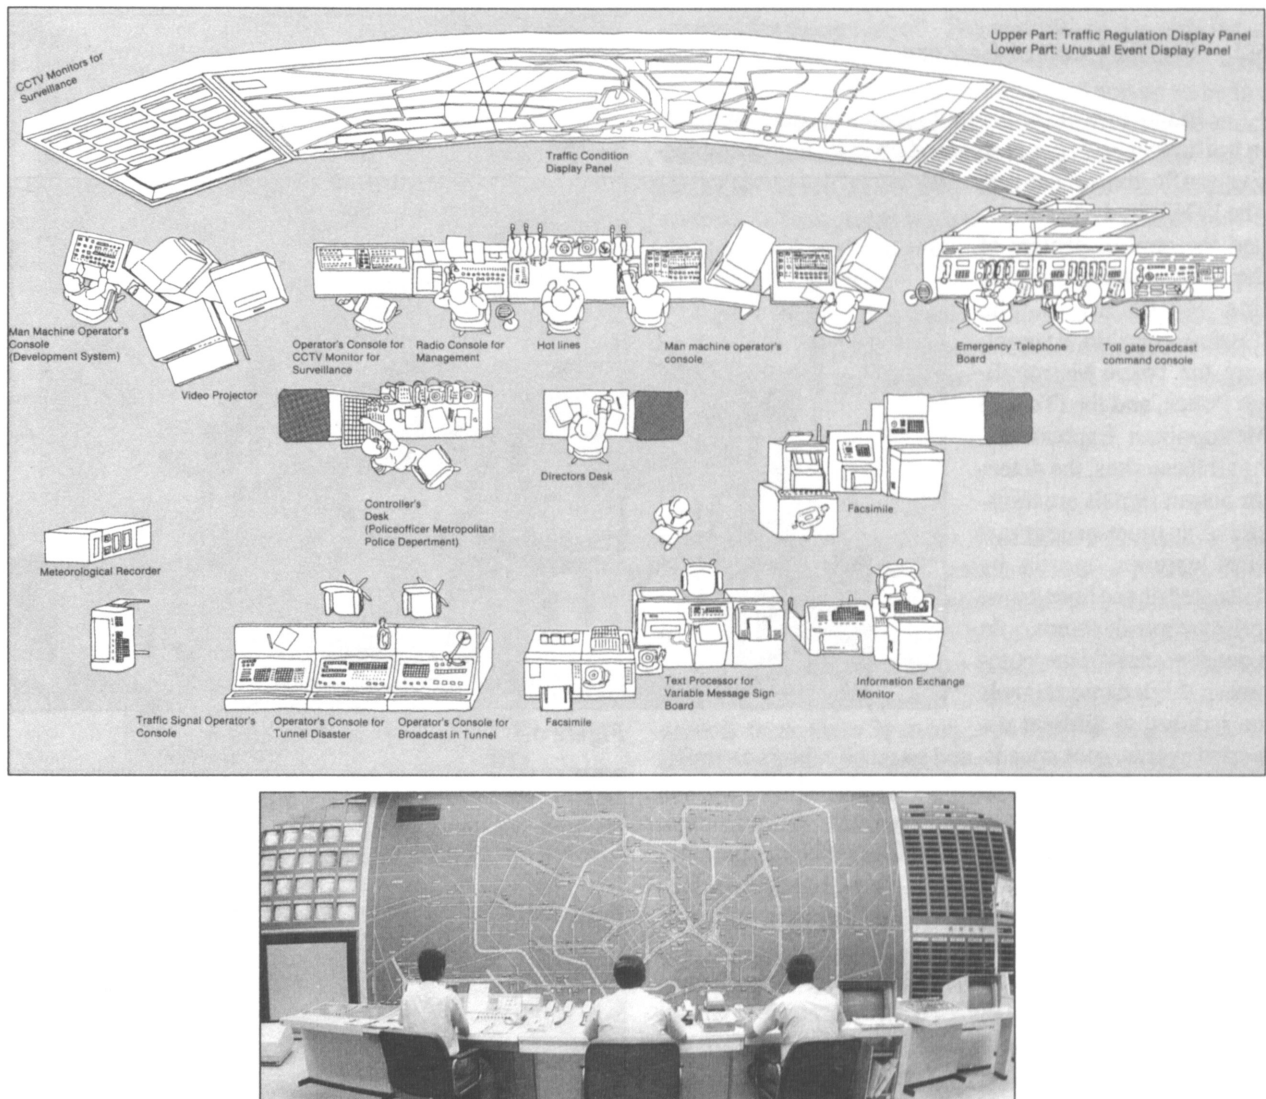 Upper Part: Traffic Regulation Display Panel
Lower Part: Unusual Event Display Panel
CCTV Monitors for
Surveillance
Traffic Condition
Display Panel
Man Machine Operator's
Console
(Development System)
Video Projector
Operator's Console for
CCTV Monitor for
Surveillance
Radio Console for
Management
Hot lines
Man machine operator's
console
Emergency Telephone
Board
Toll gate broadcast
command console
Controller's
Desk
(Policeofficer Metropolitan
Police Depertment)
Directors Desk
Facsimile
Meteorological Recorder
Traffic Signal Operator's
Console
Operator's Console for
Tunnel Disaster
Operator's Console for
Broadcast in Tunnel
Facsimile
Text Processor for
Variable Message Sign
Board
Information Exchange
Monitor